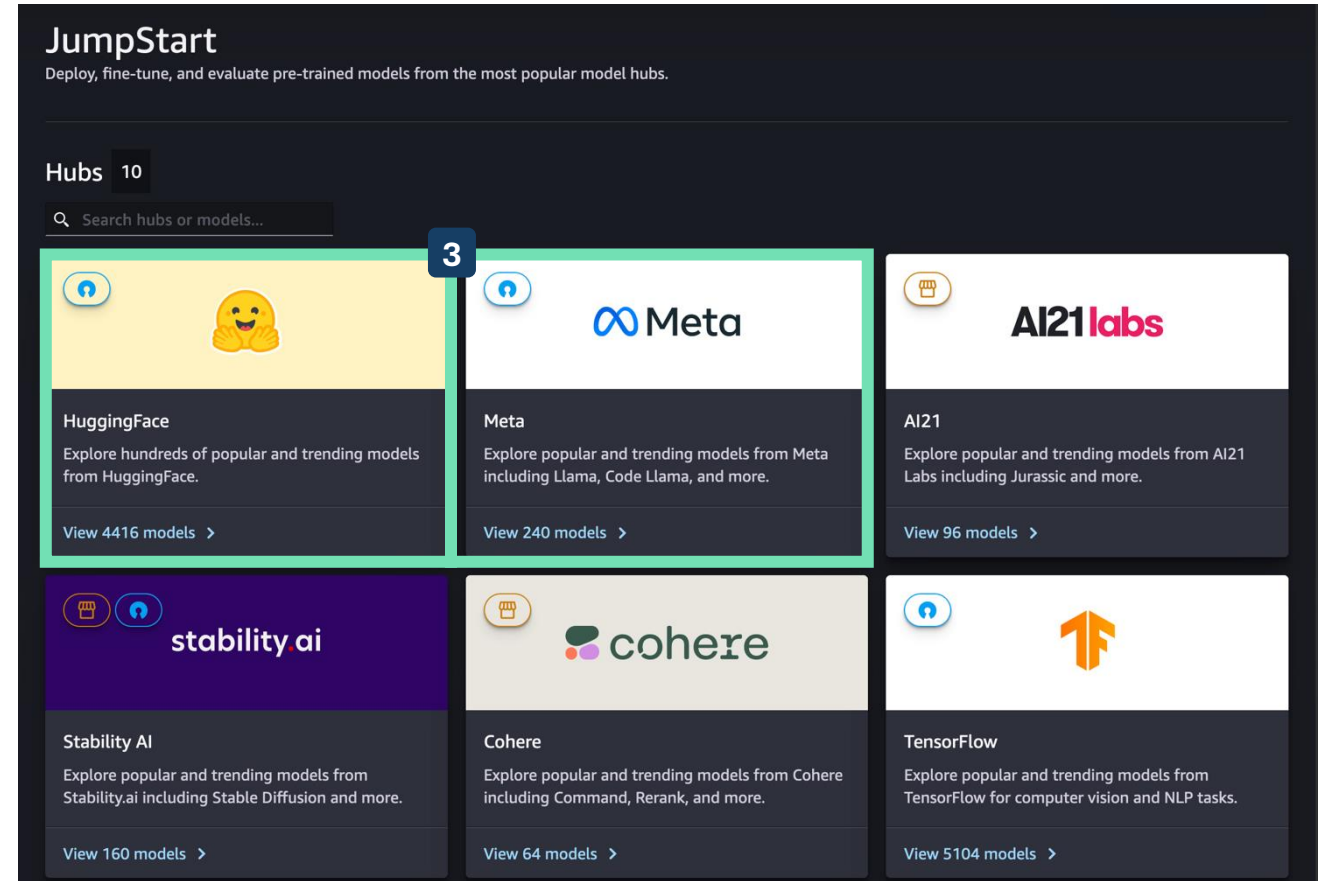 JumpStart
Deploy, fine-tune, and evaluate pre-trained models from the most popular model hubs.
Hubs 10
Search hubs or models...
3
Meta
AI21labs
HuggingFace
Explore hundreds of popular and trending models
from HuggingFace.
View 4416 models >
Meta
Explore popular and trending models from Meta
including Llama, Code Llama, and more.
View 240 models >
AI21
Explore popular and trending models from AI21
Labs including Jurassic and more.
View 96 models >
stability.ai
cohere
Stability AI
Explore popular and trending models from
Stability.ai including Stable Diffusion and more.
View 160 models >
Cohere
Explore popular and trending models from Cohere
including Command, Rerank, and more.
View 64 models >
TensorFlow
Explore popular and trending models from
TensorFlow for computer vision and NLP tasks.
View 5104 models >